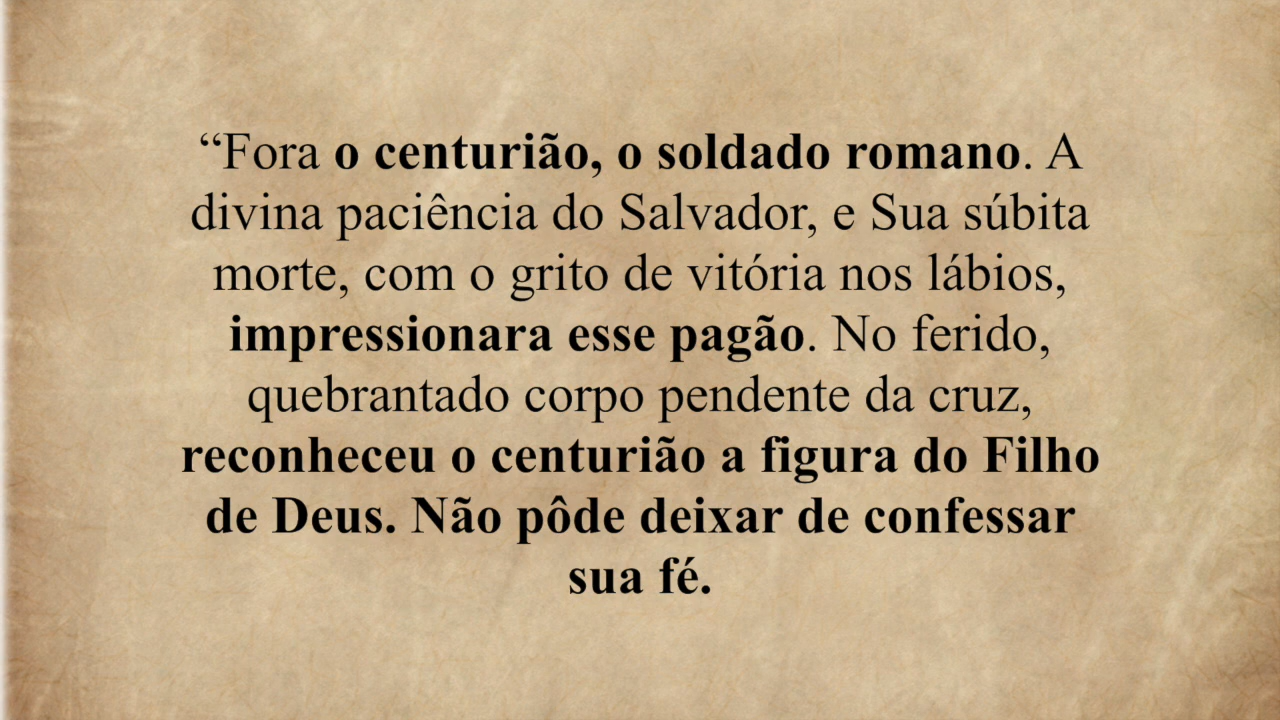 “Fora o centurião, o soldado romano. A
divina paciência do Salvador, e Sua súbita
morte, com o grito de vitória nos lábios,
impressionara esse pagão. No ferido,
quebrantado corpo pendente da cruz,
reconheceu o centurião a figura do Filho
de Deus. Não pôde deixar de confessar
sua fé.